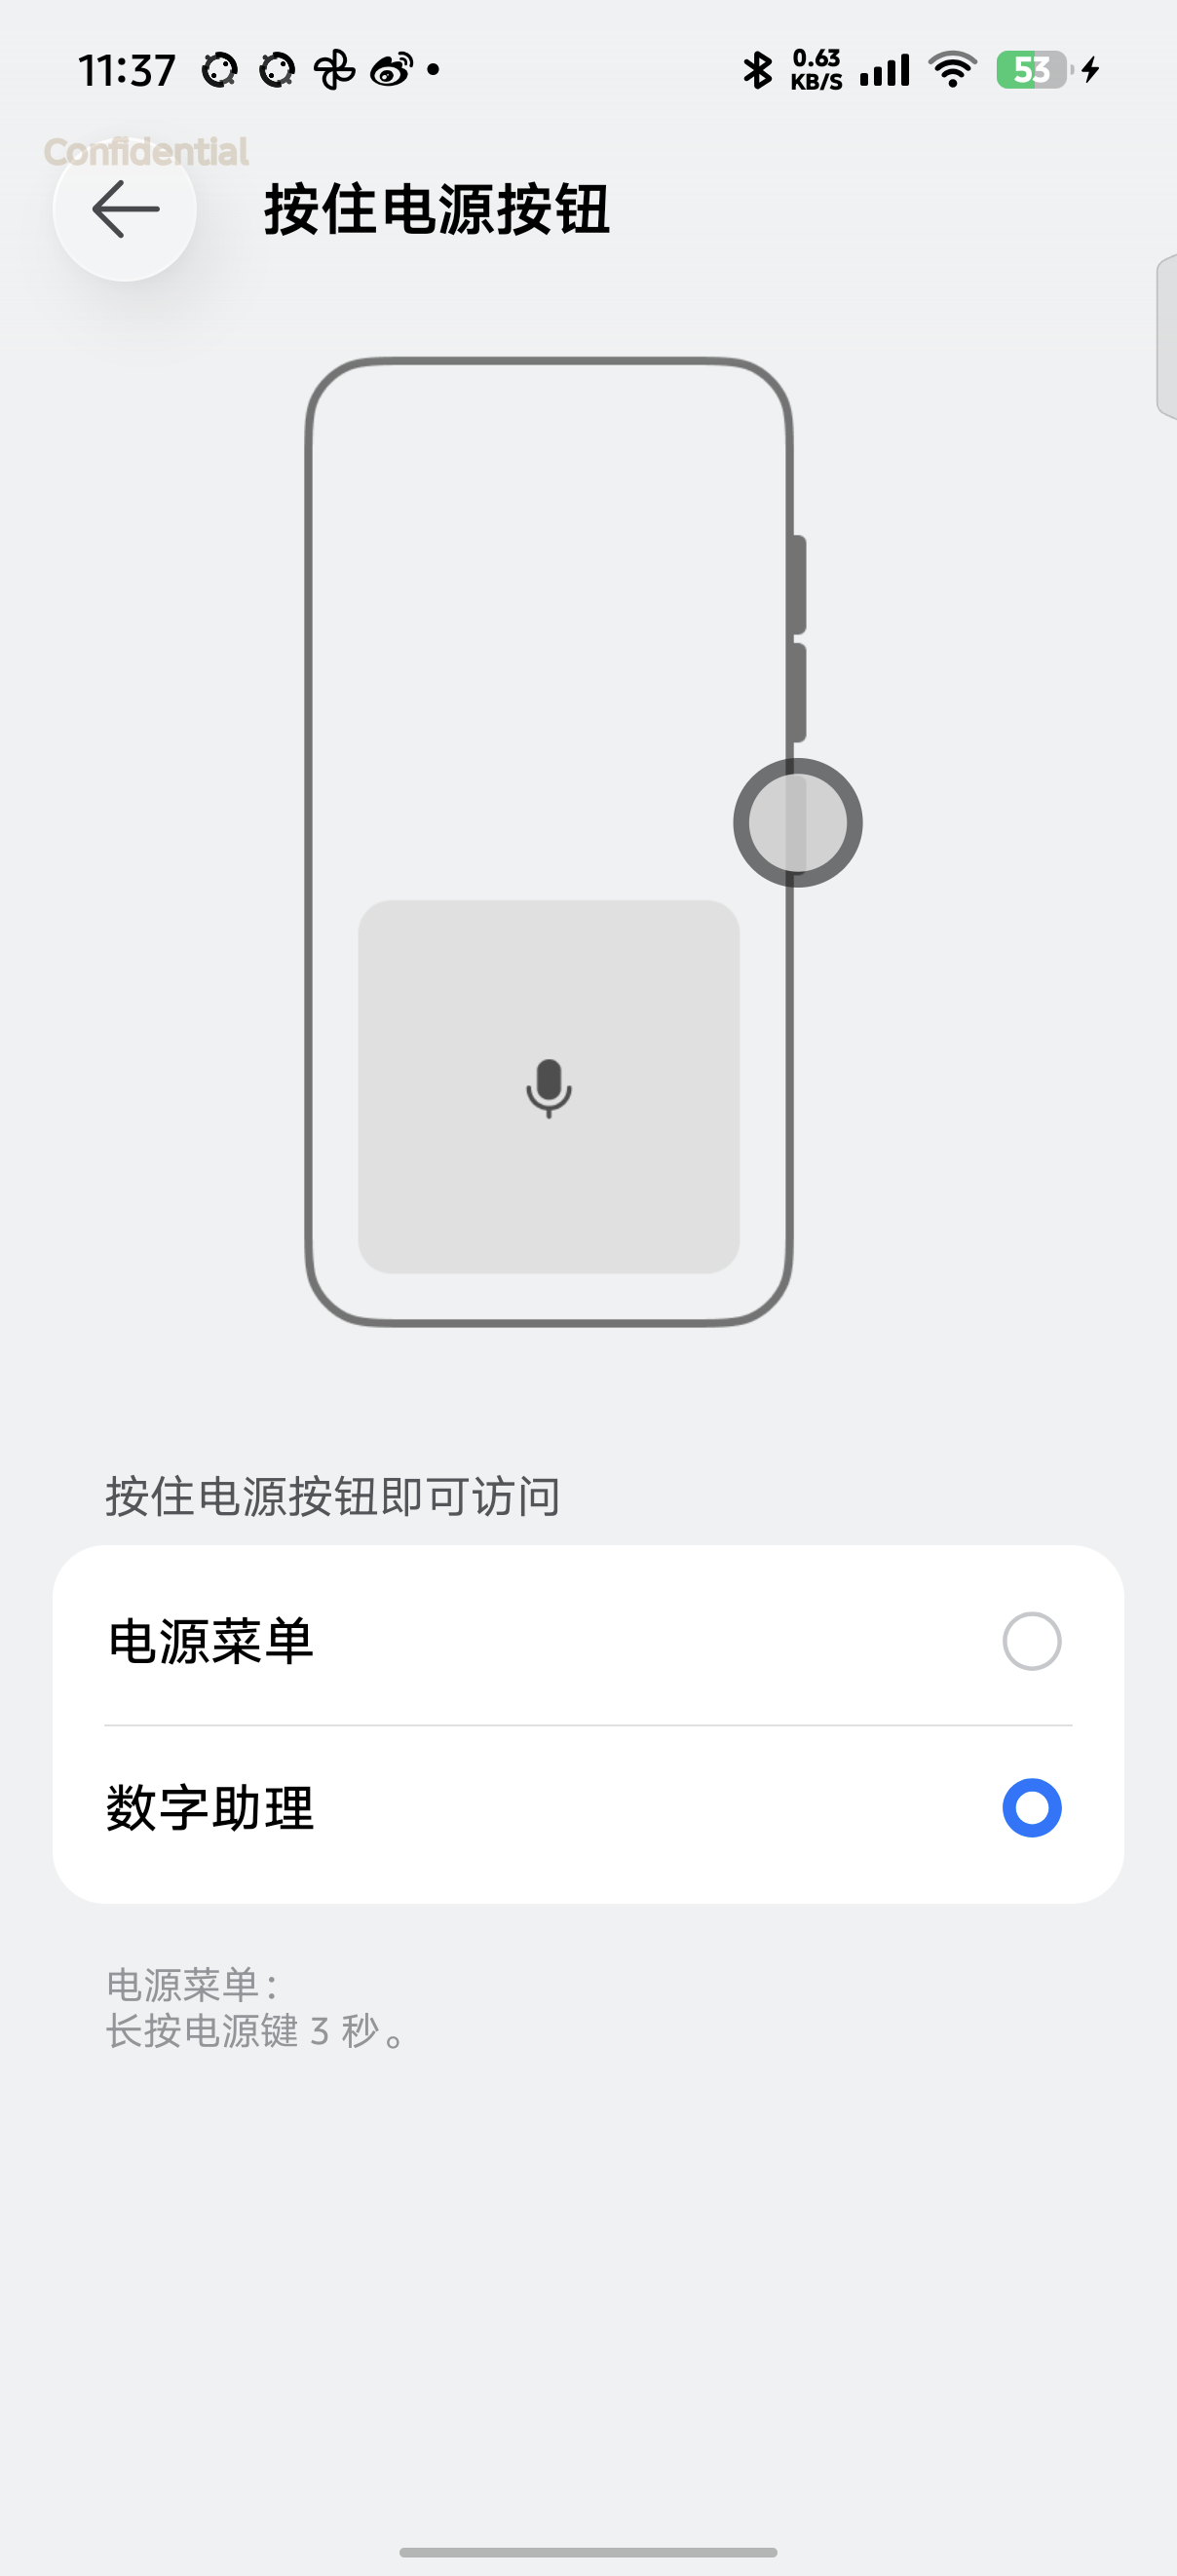 11:37
0.63
KB/S
53
Confidential
按住电源按钮
按住电源按钮即可访问
电源菜单
数字助理
电源菜单：
长按电源键 3 秒。